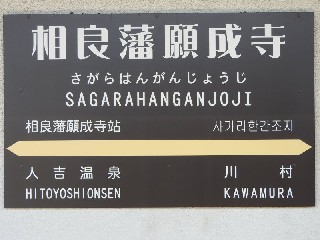 相良藩願成寺
さがらはんがんじょうじ
SAGARAHANGANJOJI
相良藩願成寺站 사가라한간조지
人吉温泉 川村
HITOYOSHIONSEN KAWAMURA